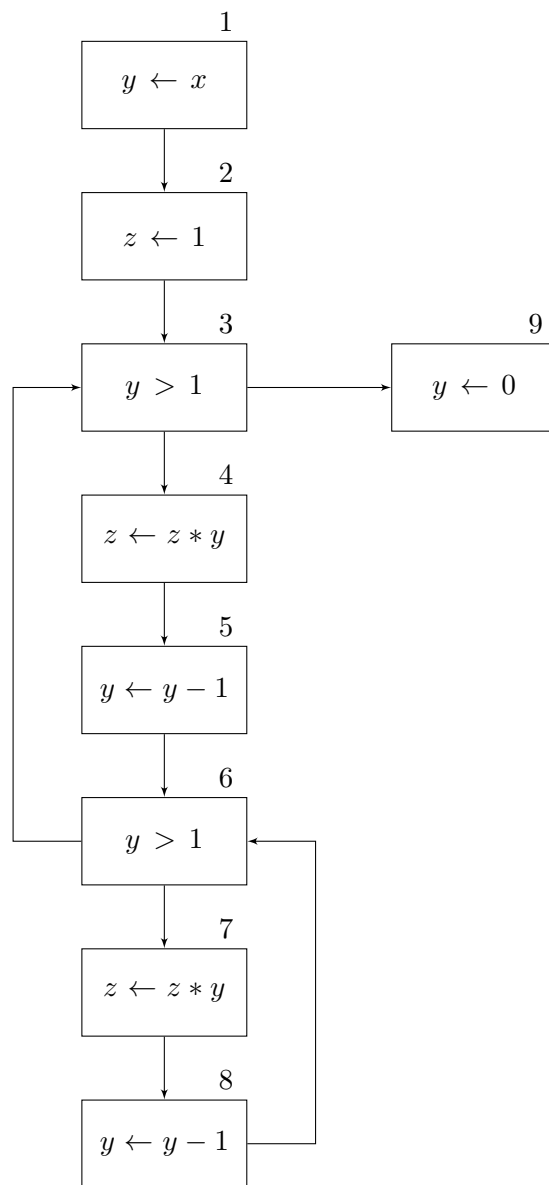 1
y ← x
2
z ← 1
3
y > 1
9
y ← 0
4
z ← z * y
5
y ← y − 1
6
y > 1
7
z ← z * y
8
y ← y − 1